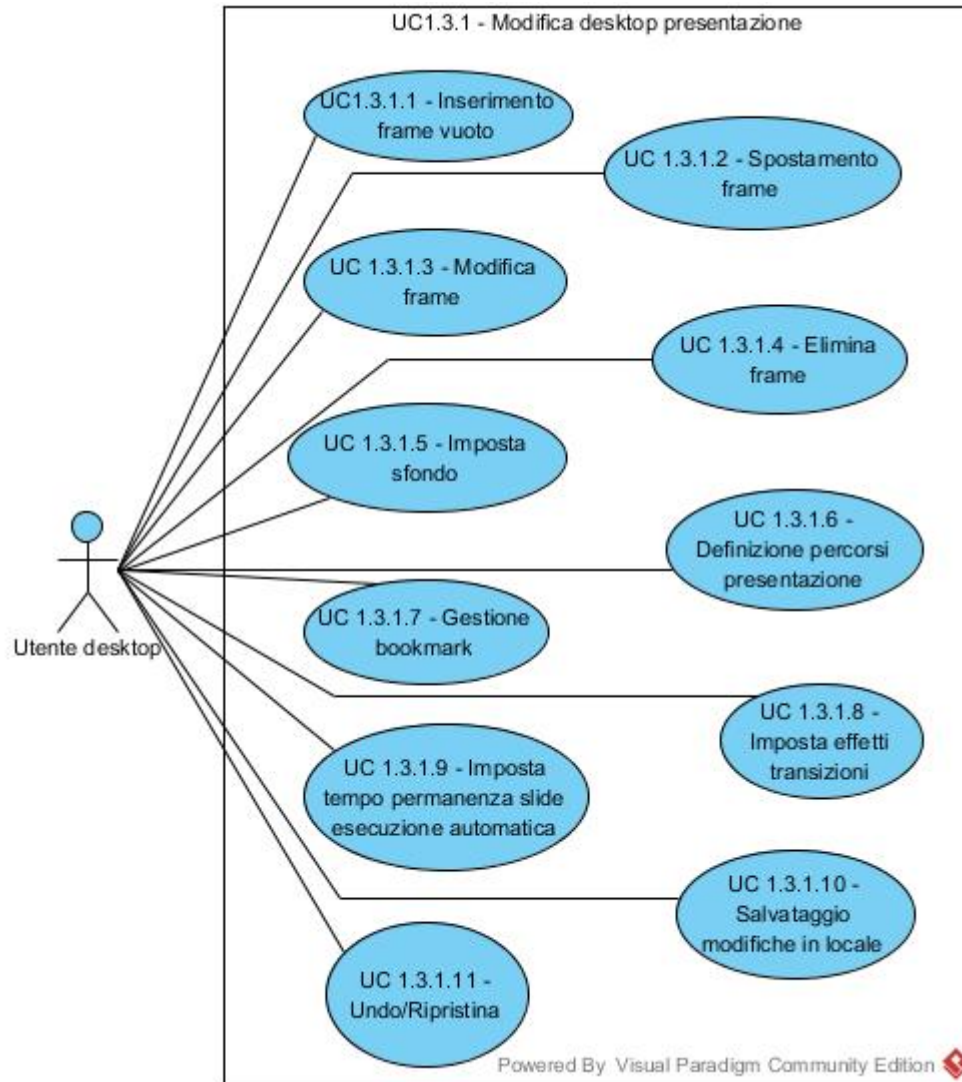 UC1.3.1 - Modifica desktop presentazione
UC1.3.1.1 - Inserimento
frame vuoto
UC 1.3.1.2 - Spostamento
frame
UC 1.3.1.3 - Modifica
frame
UC 1.3.1.4 - Elimina
frame
UC 1.3.1.5 - Imposta
sfondo
UC 1.3.1.6 -
Definizione percorsi
presentazione
Utente desktop
UC 1.3.1.7 - Gestione
bookmark
UC 1.3.1.8 -
Imposta effetti
transizioni
UC 1.3.1.9 - Imposta
tempo permanenza slide
esecuzione automatica
UC 1.3.1.10 -
Salvataggio
modifiche in locale
UC 1.3.1.11 -
Undo/Ripristina
Powered By Visual Paradigm Community Edition